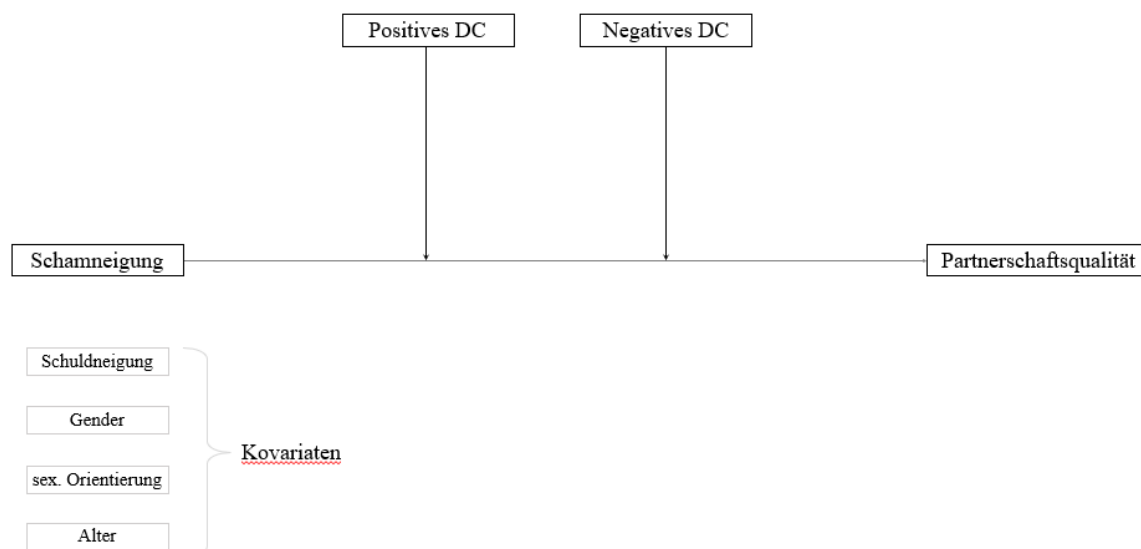 Positives DC
Negatives DC
Schamneigung
Partnerschaftsqualität
Schuldneigung
Gender
Kovariaten
sex. Orientierung
Alter